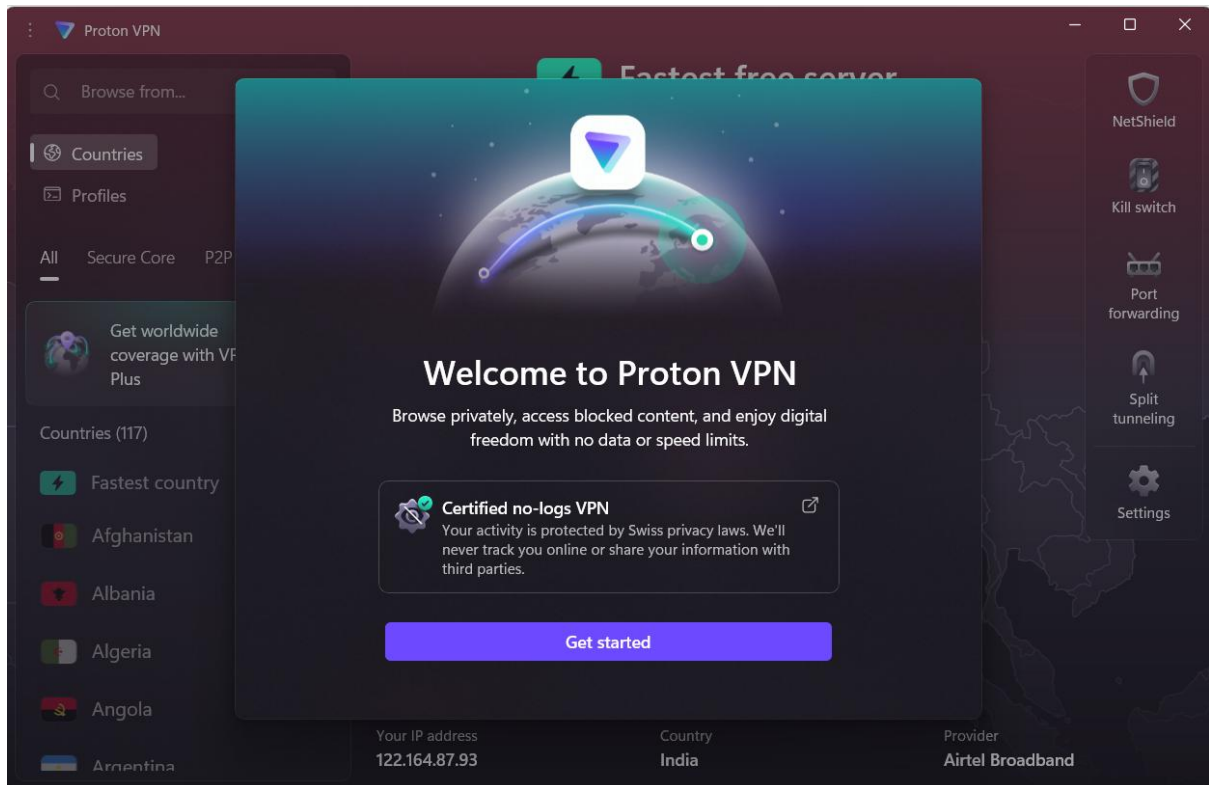 Proton VPN
Fastest free server
Browse from...
Countries
Profiles
All Secure Core P2P
Get worldwide
coverage with
Plus
Countries (117)
Fastest country
Afghanistan
Albania
Algeria
Angola
Argentina
Welcome to Proton VPN
Browse privately, access blocked content, and enjoy digital
freedom with no data or speed limits.
Certified no-logs VPN
Your activity is protected by Swiss privacy laws. We'll
never track you online or share your information with
third parties.
Get started
Your IP address
122.164.87.93
Country
India
Provider
Airtel Broadband
NetShield
Kill switch
Port
forwarding
Split
tunneling
Settings